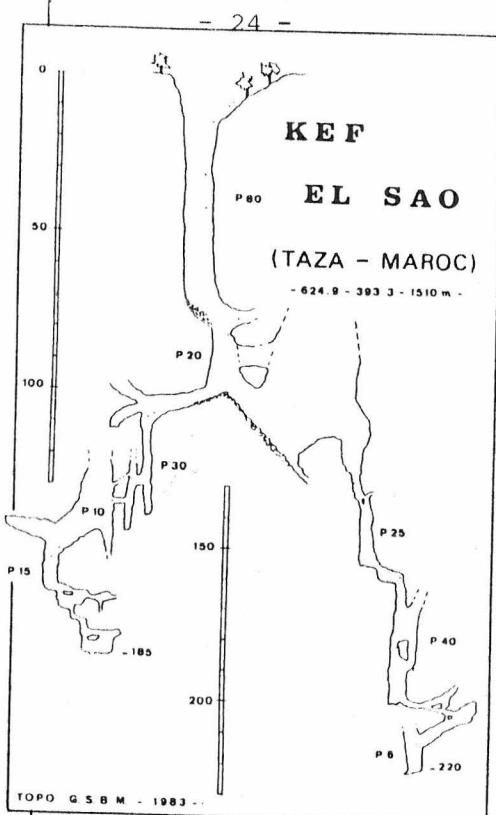 - 24 -
0
KEF
P 80
EL SAO
50
(TAZA - MAROC)
- 624.9 - 393 3 - 1510 m -
P 20
100
P 30
P 10
P 25
150
P 15
P 40
- 185
200
P 6
- 220
TOPO G.S.B.M - 1983 -